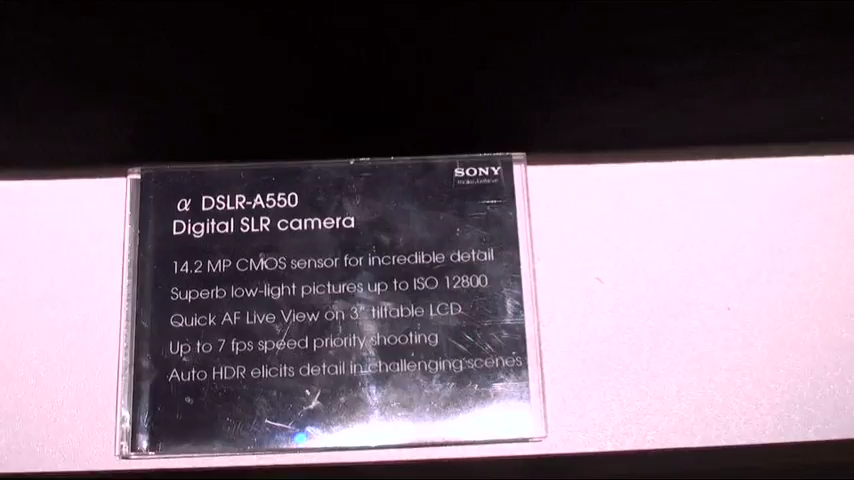 SONY
make.believe
α DSLR-A550
Digital SLR camera
14.2 MP CMOS sensor for incredible detail
Superb low-light pictures up to ISO 12800
Quick AF Live View on 3" tiltable LCD
Up to 7 fps speed priority shooting
Auto HDR elicits detail in challenging scenes